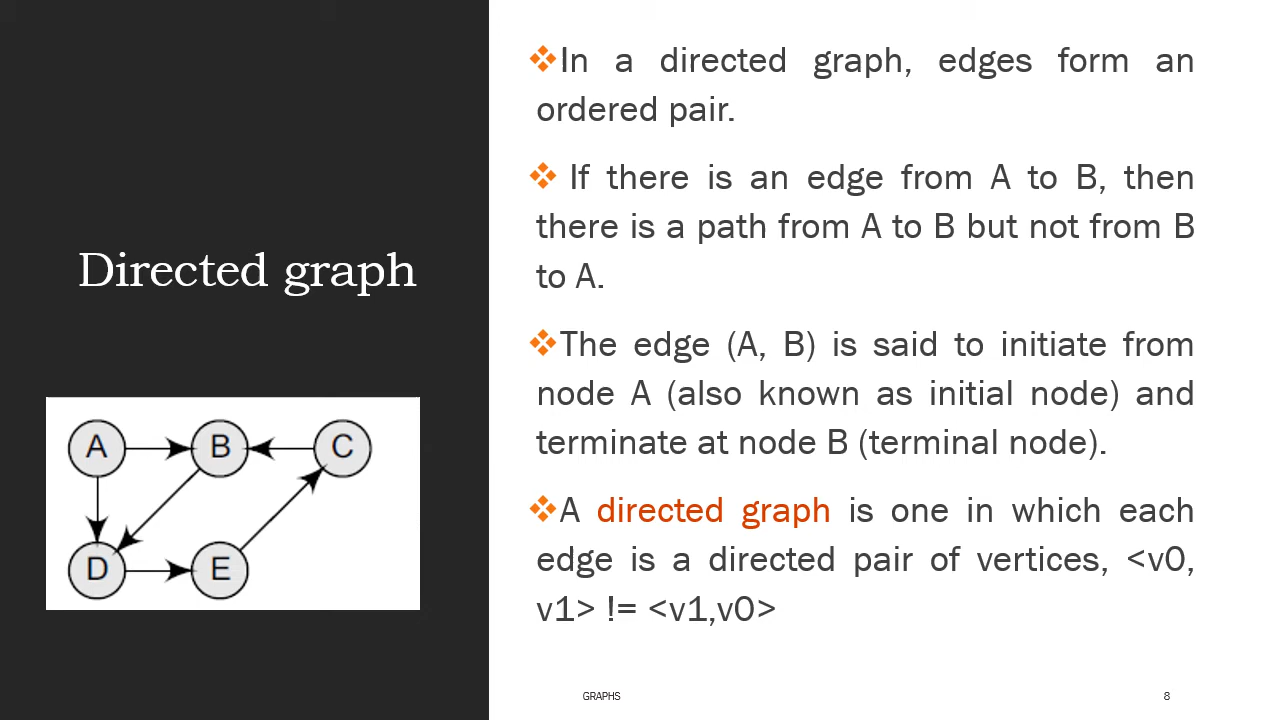 Directed graph
A
B
C
D
E
❖In a directed graph, edges form an
ordered pair.
❖ If there is an edge from A to B, then
there is a path from A to B but not from B
to A.
❖The edge (A, B) is said to initiate from
node A (also known as initial node) and
terminate at node B (terminal node).
❖A directed graph is one in which each
edge is a directed pair of vertices, <v0,
v1> != <v1,v0>
GRAPHS
8